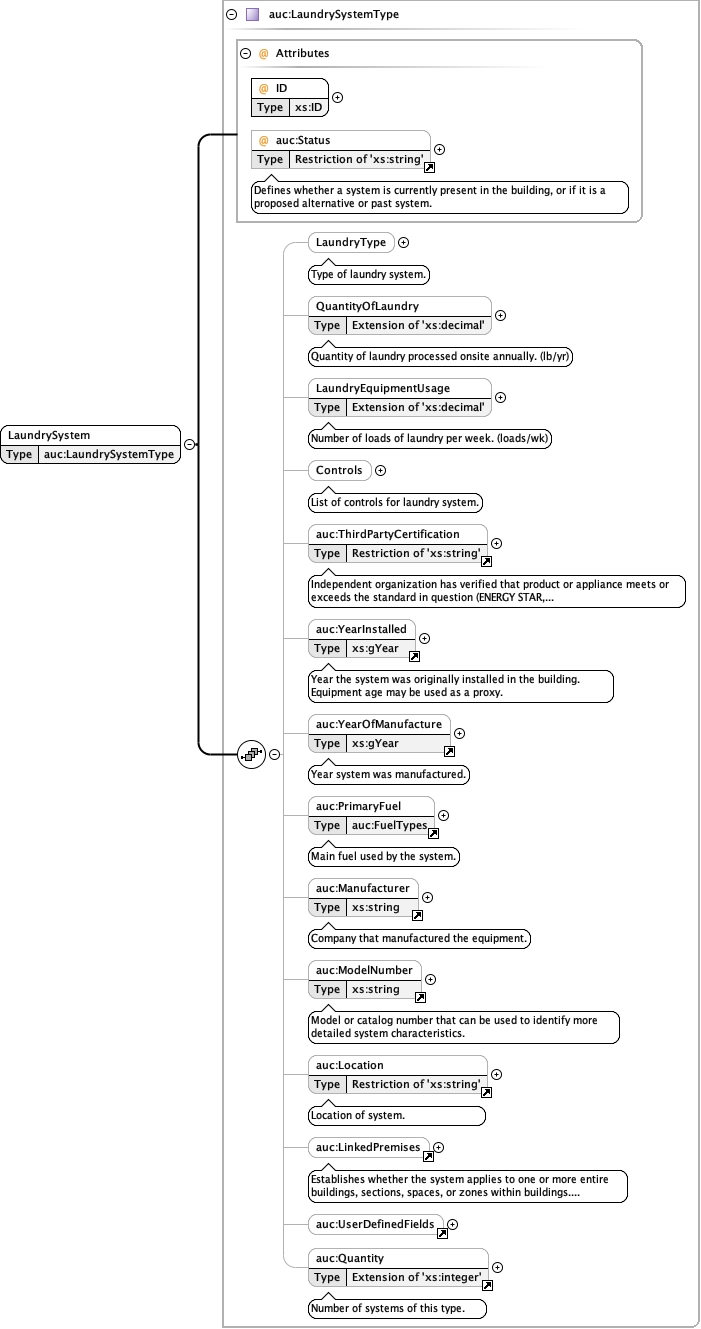 auc:LaundrySystemType
@ Attributes
@ ID
Type xs:ID
@ auc:Status
Type Restriction of 'xs:string'
Defines whether a system is currently present in the building, or if it is a
proposed alternative or past system.
LaundryType
Type of laundry system.
QuantityOfLaundry
Type Extension of 'xs:decimal'
Quantity of laundry processed onsite annually. (lb/yr)
LaundryEquipmentUsage
Type Extension of 'xs:decimal'
Number of loads of laundry per week. (loads/wk)
LaundrySystem
Type auc:LaundrySystemType
Controls
List of controls for laundry system.
auc:ThirdPartyCertification
Type Restriction of 'xs:string'
Independent organization has verified that product or appliance meets or
exceeds the standard in question (ENERGY STAR,...
auc:YearInstalled
Type xs:gYear
Year the system was originally installed in the building.
Equipment age may be used as a proxy.
auc:YearOfManufacture
Type xs:gYear
Year system was manufactured.
auc:PrimaryFuel
Type auc:FuelTypes
Main fuel used by the system.
auc:Manufacturer
Type xs:string
Company that manufactured the equipment.
auc:ModelNumber
Type xs:string
Model or catalog number that can be used to identify more
detailed system characteristics.
auc:Location
Type Restriction of 'xs:string'
Location of system.
auc:LinkedPremises
Establishes whether the system applies to one or more entire
buildings, sections, spaces, or zones within buildings....
auc:UserDefinedFields
auc:Quantity
Type Extension of 'xs:integer'
Number of systems of this type.